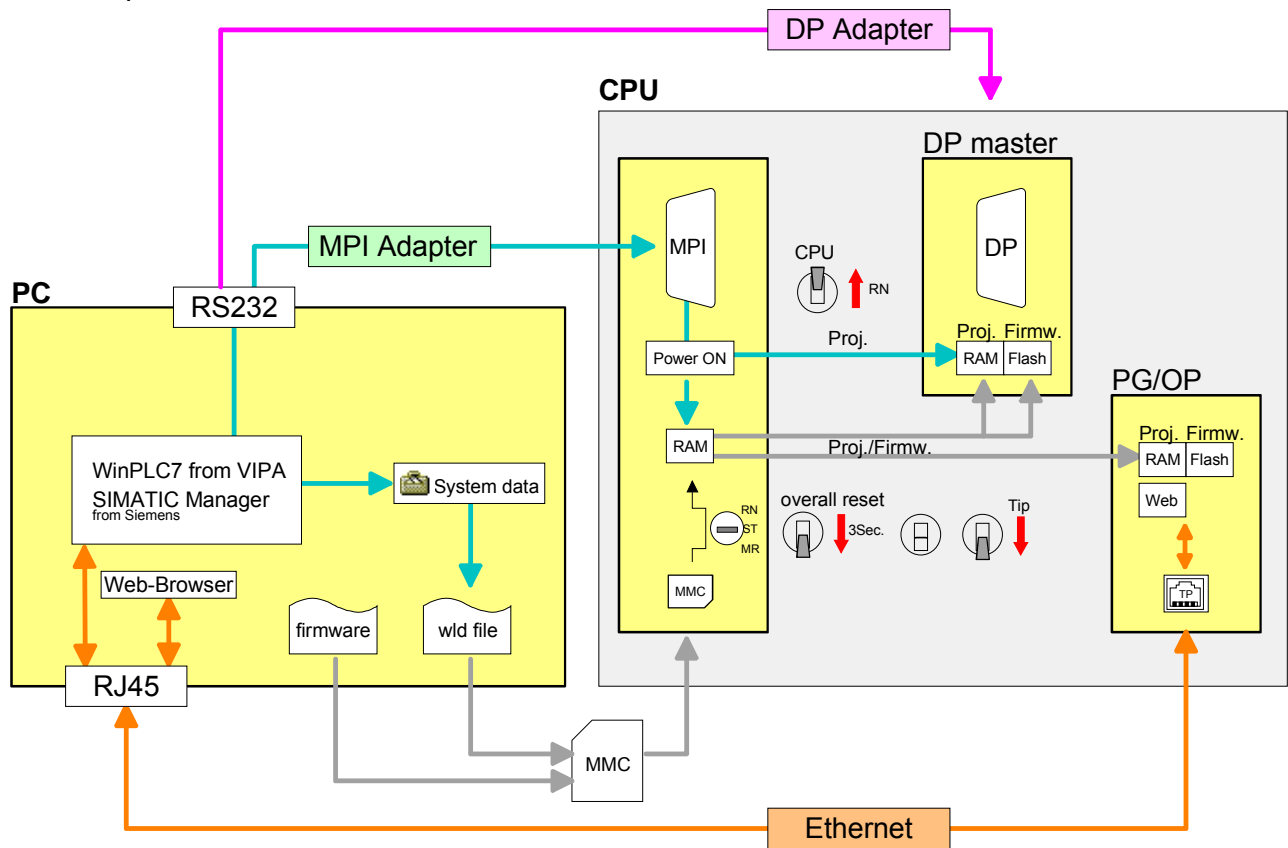 DP Adapter
CPU
DP master
MPI
DP
MPI Adapter
CPU
RN
PC
RS232
Proj. Firmw.
Power ON
Proj.
RAM Flash
PG/OP
RAM
Proj./Firmw.
Proj. Firmw.
RAM Flash
WinPLC7 from VIPA
SIMATIC Manager
from Siemens
System data
Web
RN
ST
MR
overall reset
3Sec.
Tip
Web-Browser
MMC
TP
firmware
wld file
RJ45
MMC
Ethernet